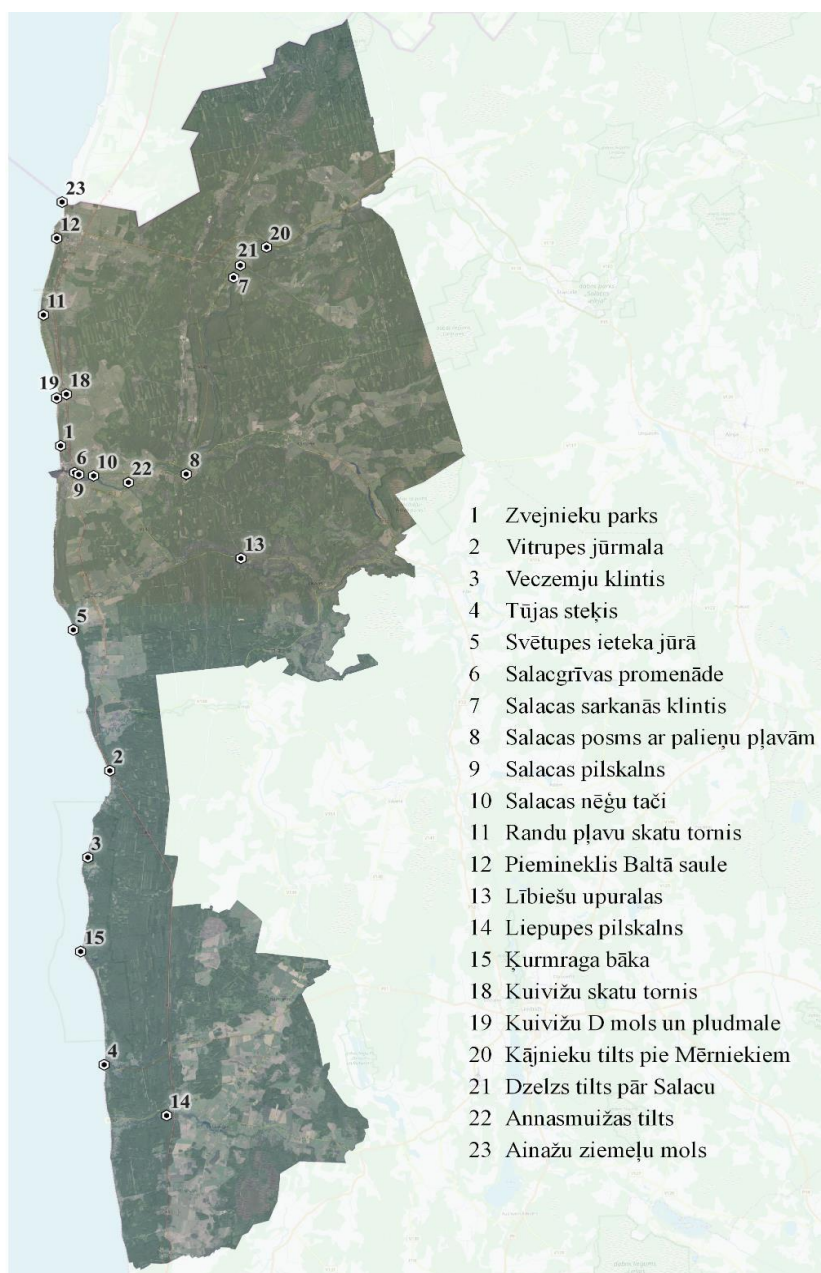 23
12
20
21
7
11
19
18
1
6
10
9
22
8
13
5
2
3
15
4
14
1 Zvejnieku parks
2 Vitrupes jūrmala
3 Veczemju klintis
4 Tūjas steķis
5 Svētupes ieteka jūrā
6 Salacgrīvas promenāde
7 Salacas sarkanās klintis
8 Salacas posms ar palieņu pļavām
9 Salacas pilskalns
10 Salacas nēģu tači
11 Randu pļavu skatu tornis
12 Piemineklis Baltā saule
13 Lībiešu upuralas
14 Liepupes pilskalns
15 Ķurmraga bāka
18 Kuivižu skatu tornis
19 Kuivižu D mols un pludmale
20 Kājnieku tilts pie Mērniekiem
21 Dzelzs tilts pār Salacu
22 Annasmuižas tilts
23 Ainažu ziemeļu mols